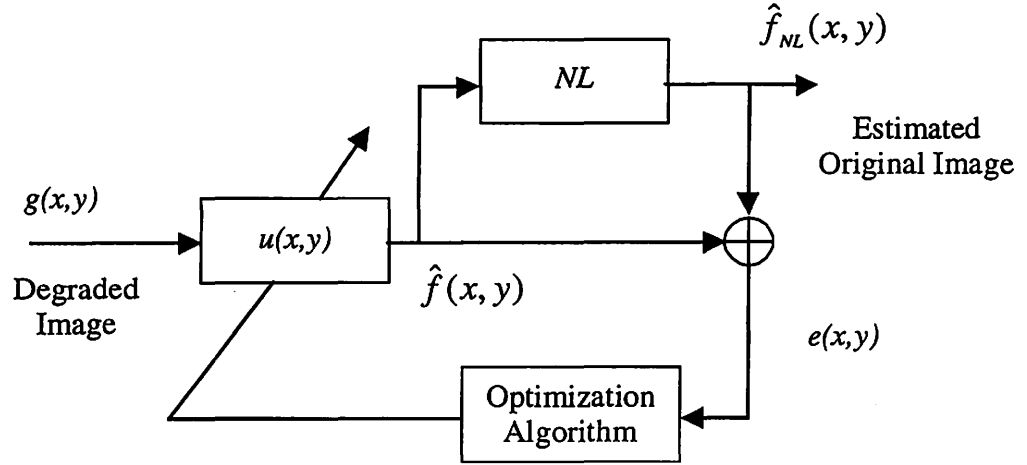 f̂_NL(x, y)
NL
Estimated
Original Image
g(x,y)
u(x,y)
Degraded
Image
f̂(x, y)
e(x,y)
Optimization
Algorithm